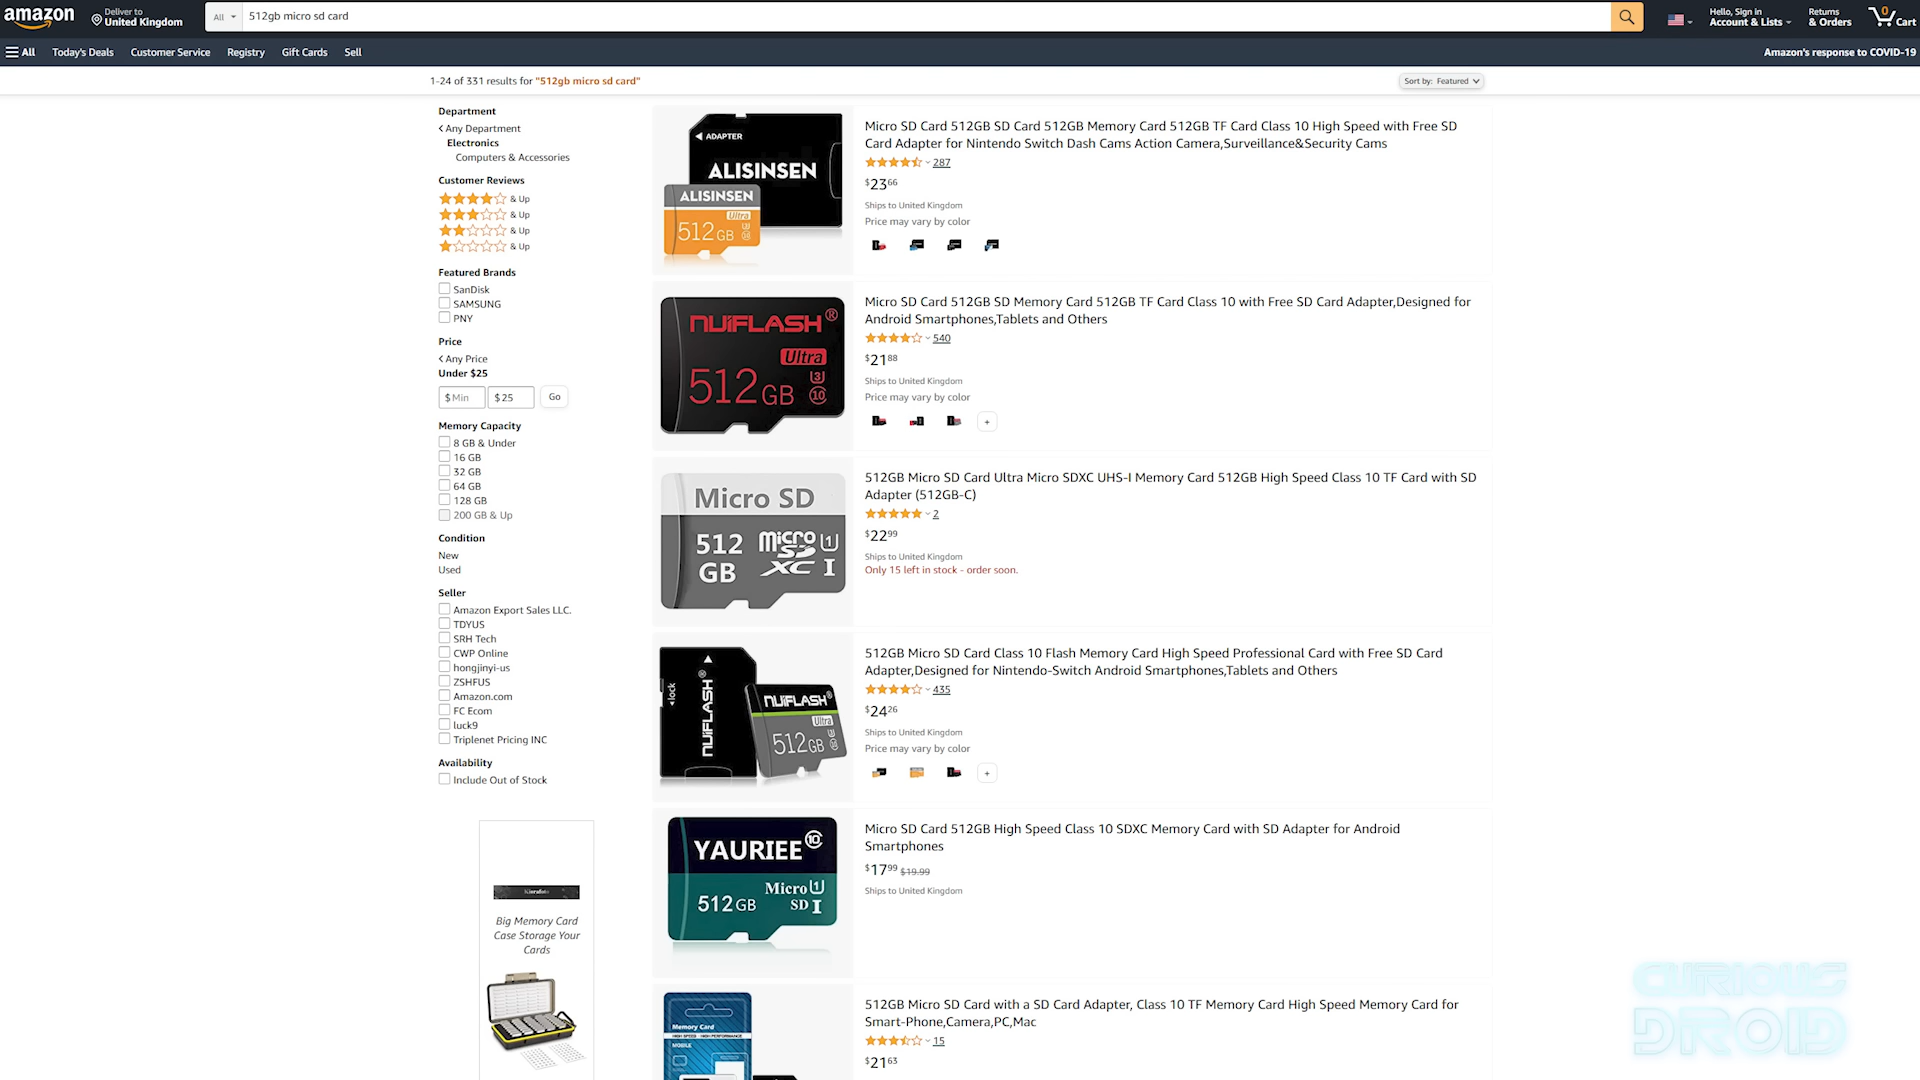 amazon
Deliver to
United Kingdom
All
512gb micro sd card
Hello, Sign in
Account & Lists
Returns
& Orders
0
Cart
All
Today's Deals
Customer Service
Registry
Gift Cards
Sell
Amazon's response to COVID-19
1-24 of 331 results for "512gb micro sd card"
Sort by: Featured
Department
Any Department
Electronics
Computers & Accessories
Customer Reviews
& Up
& Up
& Up
& Up
Featured Brands
SanDisk
SAMSUNG
PNY
Price
Any Price
Under $25
$ Min
$ 25
Go
Memory Capacity
8 GB & Under
16 GB
32 GB
64 GB
128 GB
200 GB & Up
Condition
New
Used
Seller
Amazon Export Sales LLC.
TDYUS
SRH Tech
CWP Online
hongjinyi-us
ZSHFUS
Amazon.com
FC Ecom
luck9
Triplenet Pricing INC
Availability
Include Out of Stock
Big Memory Card
Case Storage Your
Cards
ADAPTER
ALISINSEN
ALISINSEN
Ultra
512GB
Micro SD Card 512GB SD Card 512GB Memory Card 512GB TF Card Class 10 High Speed with Free SD
Card Adapter for Nintendo Switch Dash Cams Action Camera,Surveillance&Security Cams
287
$23 66
Ships to United Kingdom
Price may vary by color
NUIFLASH®
Ultra
512GB
3
10
Micro SD Card 512GB SD Memory Card 512GB TF Card Class 10 with Free SD Card Adapter,Designed for
Android Smartphones,Tablets and Others
540
$21 88
Ships to United Kingdom
Price may vary by color
+
Micro SD
512
GB
micro
SD
XC I
1
512GB Micro SD Card Ultra Micro SDXC UHS-I Memory Card 512GB High Speed Class 10 TF Card with SD
Adapter (512GB-C)
2
$22 99
Ships to United Kingdom
Only 15 left in stock - order soon.
lock
NUIFLASH®
NUIFLASH®
Ultra
512GB
512GB Micro SD Card Class 10 Flash Memory Card High Speed Professional Card with Free SD Card
Adapter,Designed for Nintendo-Switch Android Smartphones,Tablets and Others
435
$24 26
Ships to United Kingdom
Price may vary by color
+
YAURIEE
10
Micro 1
512GB
SD I
Micro SD Card 512GB High Speed Class 10 SDXC Memory Card with SD Adapter for Android
Smartphones
$17 99 $19.99
Ships to United Kingdom
Memory Card
MOBILE
512GB Micro SD Card with a SD Card Adapter, Class 10 TF Memory Card High Speed Memory Card for
Smart-Phone,Camera,PC,Mac
15
$21 63
CURIOUS
DROID